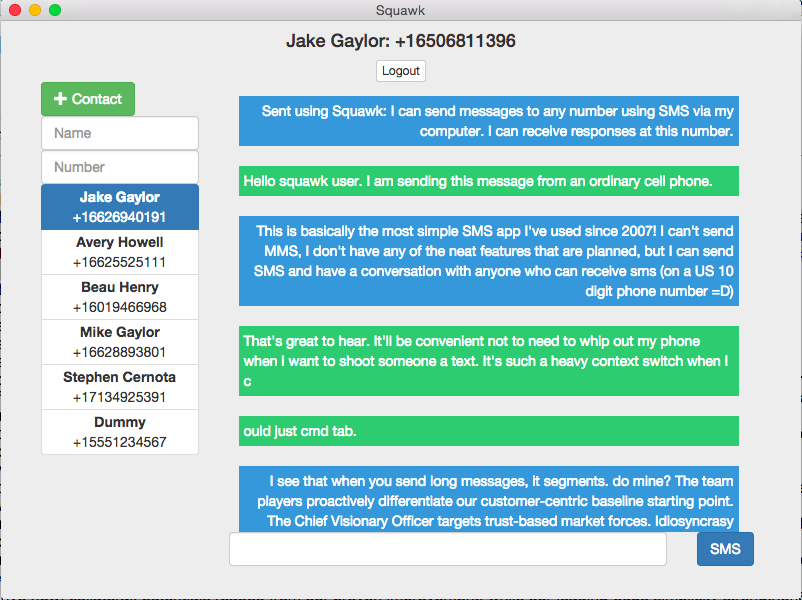 Squawk
Jake Gaylor: +16506811396
Logout
+ Contact
Name
Number
Jake Gaylor
+16626940191
Avery Howell
+16625525111
Beau Henry
+16019466968
Mike Gaylor
+16628893801
Stephen Cernota
+17134925391
Dummy
+15551234567
Sent using Squawk: I can send messages to any number using SMS via my
computer. I can receive responses at this number.
Hello squawk user. I am sending this message from an ordinary cell phone.
This is basically the most simple SMS app I've used since 2007! I can't send
MMS, I don't have any of the neat features that are planned, but I can send
SMS and have a conversation with anyone who can receive sms (on a US 10
digit phone number =D)
That's great to hear. It'll be convenient not to need to whip out my phone
when I want to shoot someone a text. It's such a heavy context switch when I
c
ould just cmd tab.
I see that when you send long messages, it segments. do mine? The team
players proactively differentiate our customer-centric baseline starting point.
The Chief Visionary Officer targets trust-based market forces. Idiosyncrasy
SMS